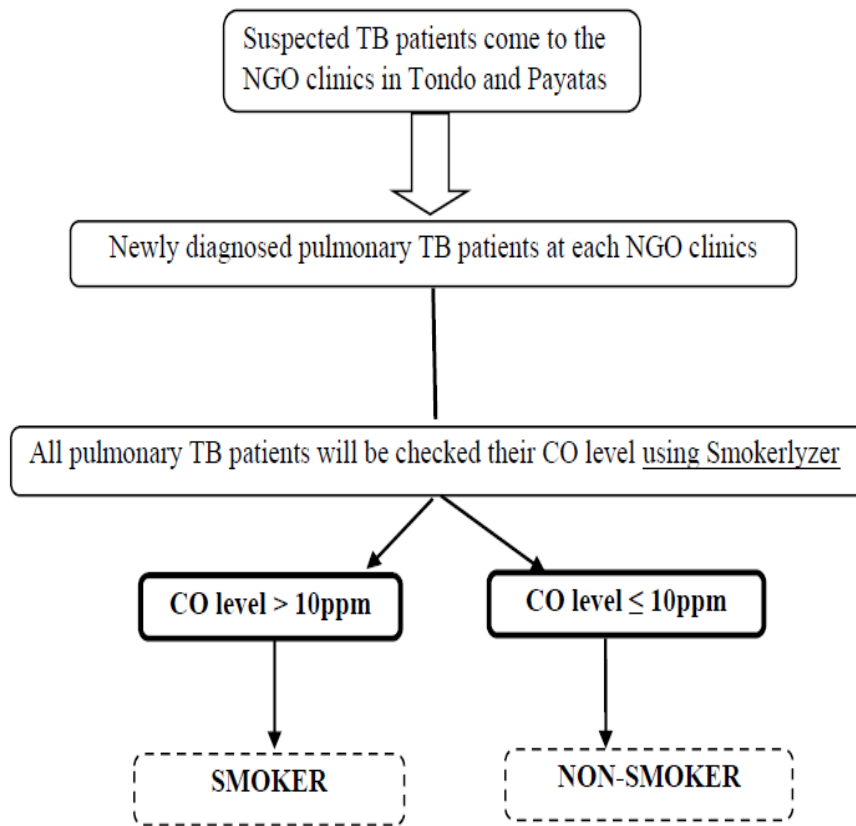 Suspected TB patients come to the
NGO clinics in Tondo and Payatas
Newly diagnosed pulmonary TB patients at each NGO clinics
All pulmonary TB patients will be checked their CO level using Smokerlyzer
CO level > 10ppm
CO level ≤ 10ppm
SMOKER
NON-SMOKER